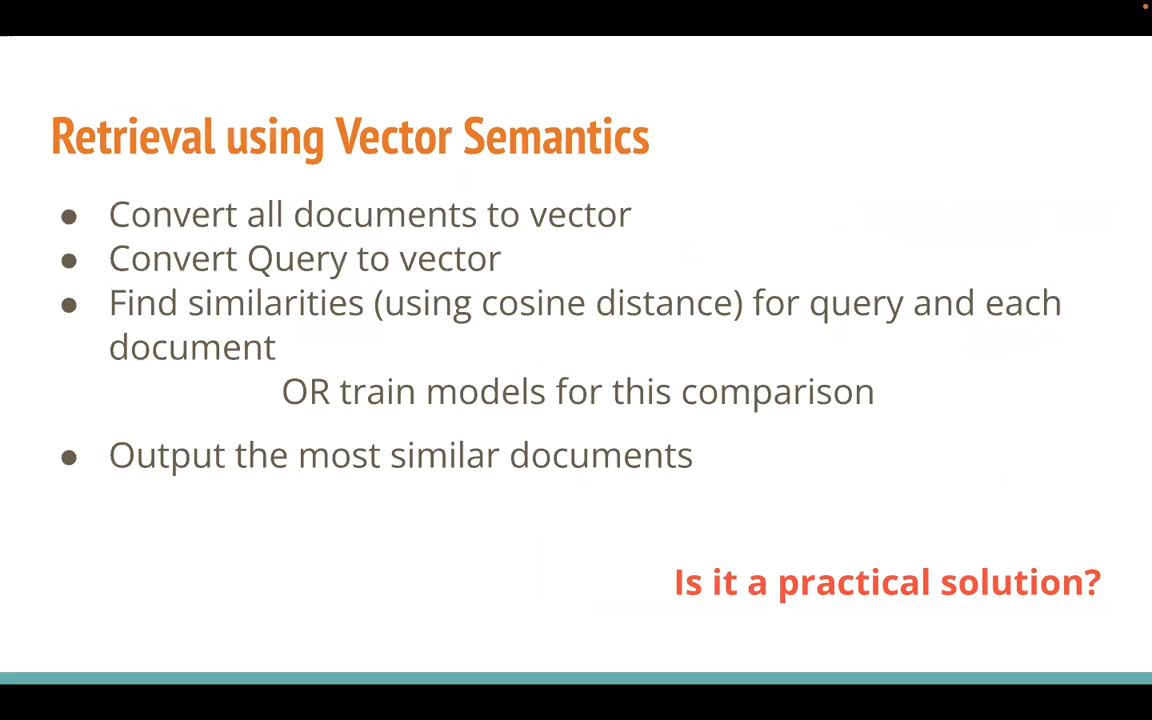 Retrieval using Vector Semantics
● Convert all documents to vector
● Convert Query to vector
● Find similarities (using cosine distance) for query and each
document
OR train models for this comparison
● Output the most similar documents
Is it a practical solution?